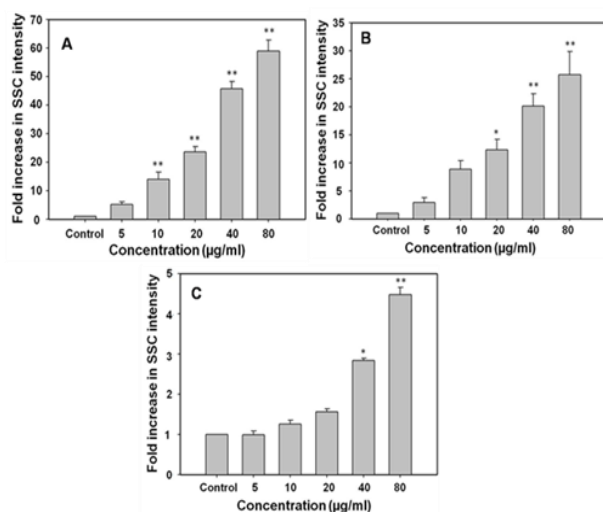 A
Fold increase in SSC intensity
70
60
50
40
30
20
10
0
**
**
**
**
Control 5 10 20 40 80
Concentration (µg/ml)
B
Fold increase in SSC intensity
35
30
25
20
15
10
5
0
*
**
**
Control 5 10 20 40 80
Concentration (µg/ml)
C
Fold increase in SSC intensity
5
4
3
2
1
0
*
**
Control 5 10 20 40 80
Concentration (µg/ml)